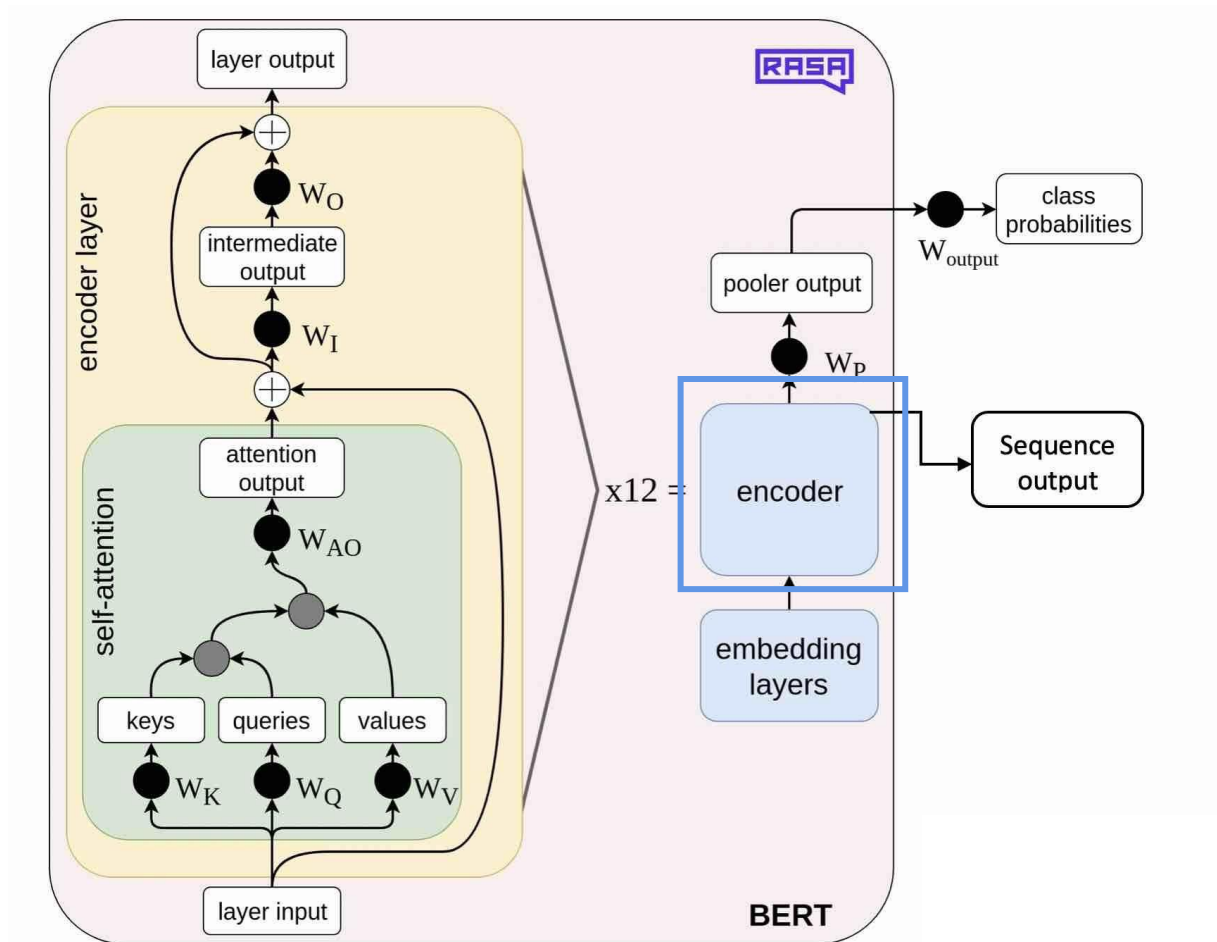 layer output
RASA
W_O
encoder layer
intermediate
output
class
probabilities
W_output
pooler output
W_I
W_P
attention
output
Sequence
output
x12 =
encoder
W_AO
self-attention
embedding
layers
keys
queries
values
W_K
W_Q
W_V
layer input
BERT